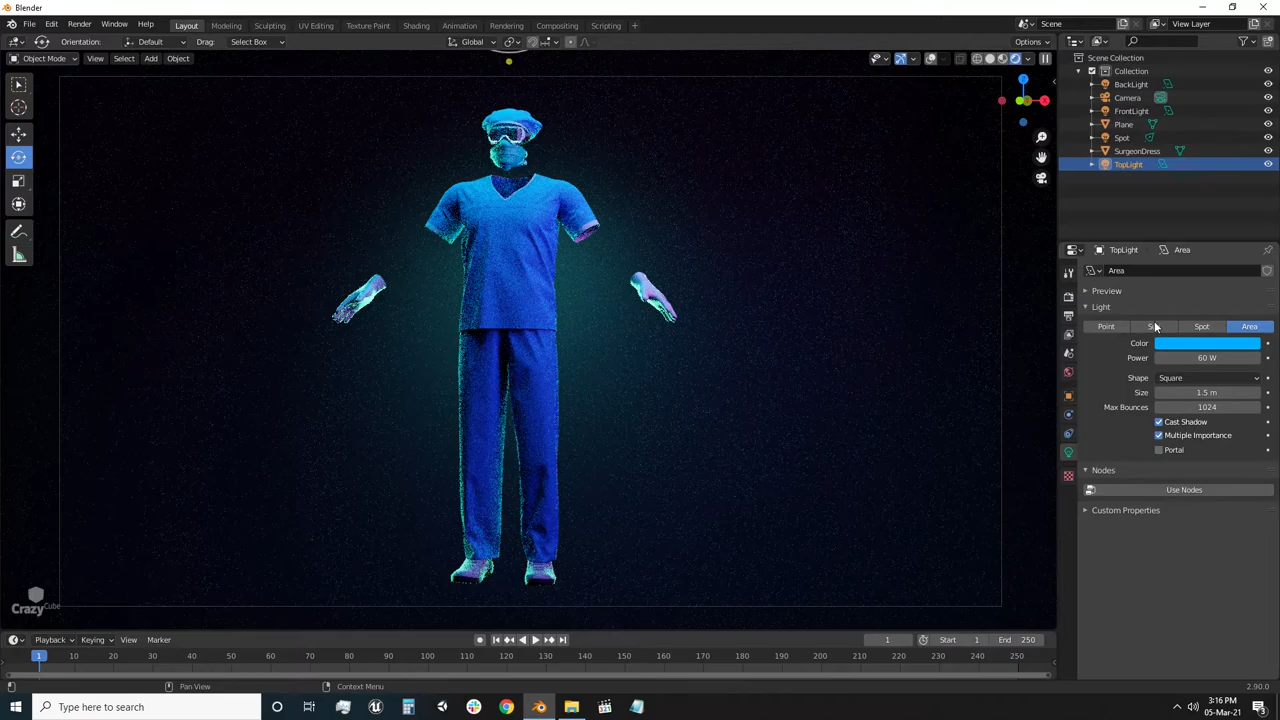 Blender
File Edit Render Window Help
Layout Modeling Sculpting UV Editing Texture Paint Shading Animation Rendering Compositing Scripting +
Scene
View Layer
Orientation: Default Drag: Select Box
Global
Options
Object Mode View Select Add Object
Scene Collection
Collection
BackLight
Camera
FrontLight
Plane
Spot
SurgeonDress
TopLight
Z
X
TopLight Area
Area
Preview
Light
Point Spot Area
Color
Power 60 W
Shape Square
Size 1.5 m
Max Bounces 1024
Cast Shadow
Multiple Importance
Portal
Nodes
Use Nodes
Custom Properties
CrazyCube
Playback Keying View Marker
1 Start 1 End 250
1 10 20 30 40 50 60 70 80 90 100 110 120 130 140 150 160 170 180 190 200 210 220 230 240 250
Pan View Context Menu 2.90.0
Type here to search
3:16 PM
05-Mar-21